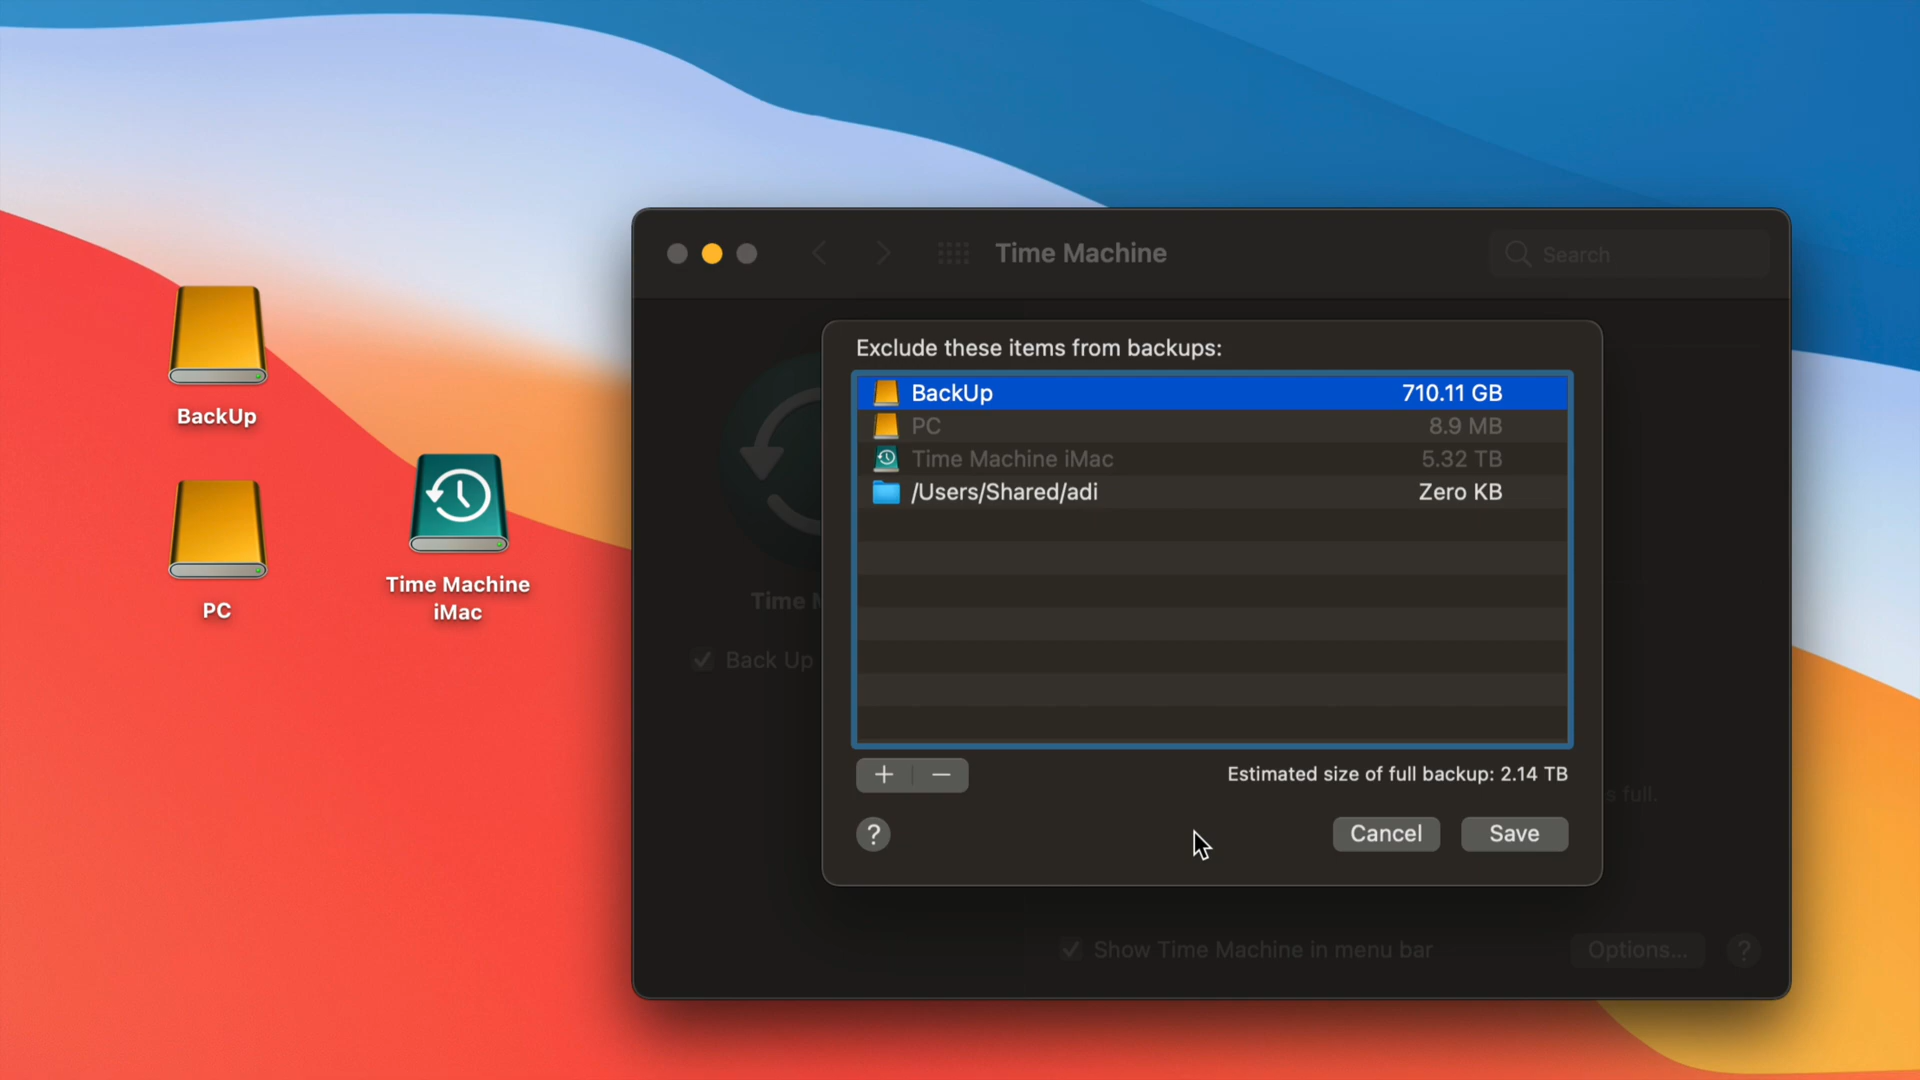 BackUp
PC
Time Machine
iMac
Time Machine
Search
Exclude these items from backups:
BackUp 710.11 GB
PC 8.9 MB
Time Machine iMac 5.32 TB
/Users/Shared/adi Zero KB
Time
Back Up
+ −
Estimated size of full backup: 2.14 TB
s full.
?
Cancel
Save
Show Time Machine in menu bar
Options...
?